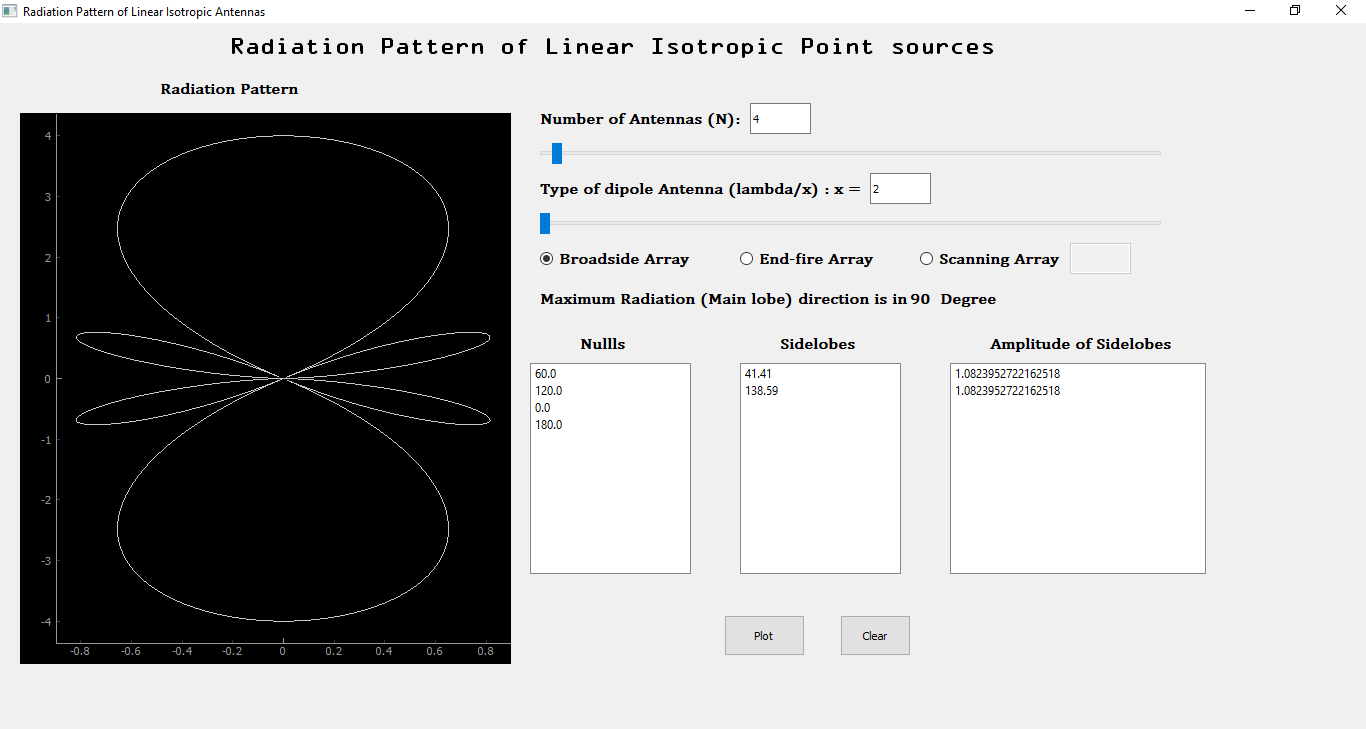 Radiation Pattern of Linear Isotropic Antennas
Radiation Pattern of Linear Isotropic Point sources
Radiation Pattern
4
3
2
1
0
-1
-2
-3
-4
-0.8 -0.6 -0.4 -0.2 0 0.2 0.4 0.6 0.8
Number of Antennas (N): 4
Type of dipole Antenna (lambda/x) : x = 2
Broadside Array End-fire Array Scanning Array
Maximum Radiation (Main lobe) direction is in 90 Degree
Nullls Sidelobes Amplitude of Sidelobes
60.0 41.41 1.0823952722162518
120.0 138.59 1.0823952722162518
0.0
180.0
Plot Clear